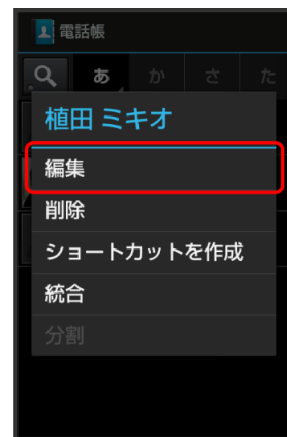 電話帳
あ か さ た
植田 ミキオ
編集
削除
ショートカットを作成
統合
分割